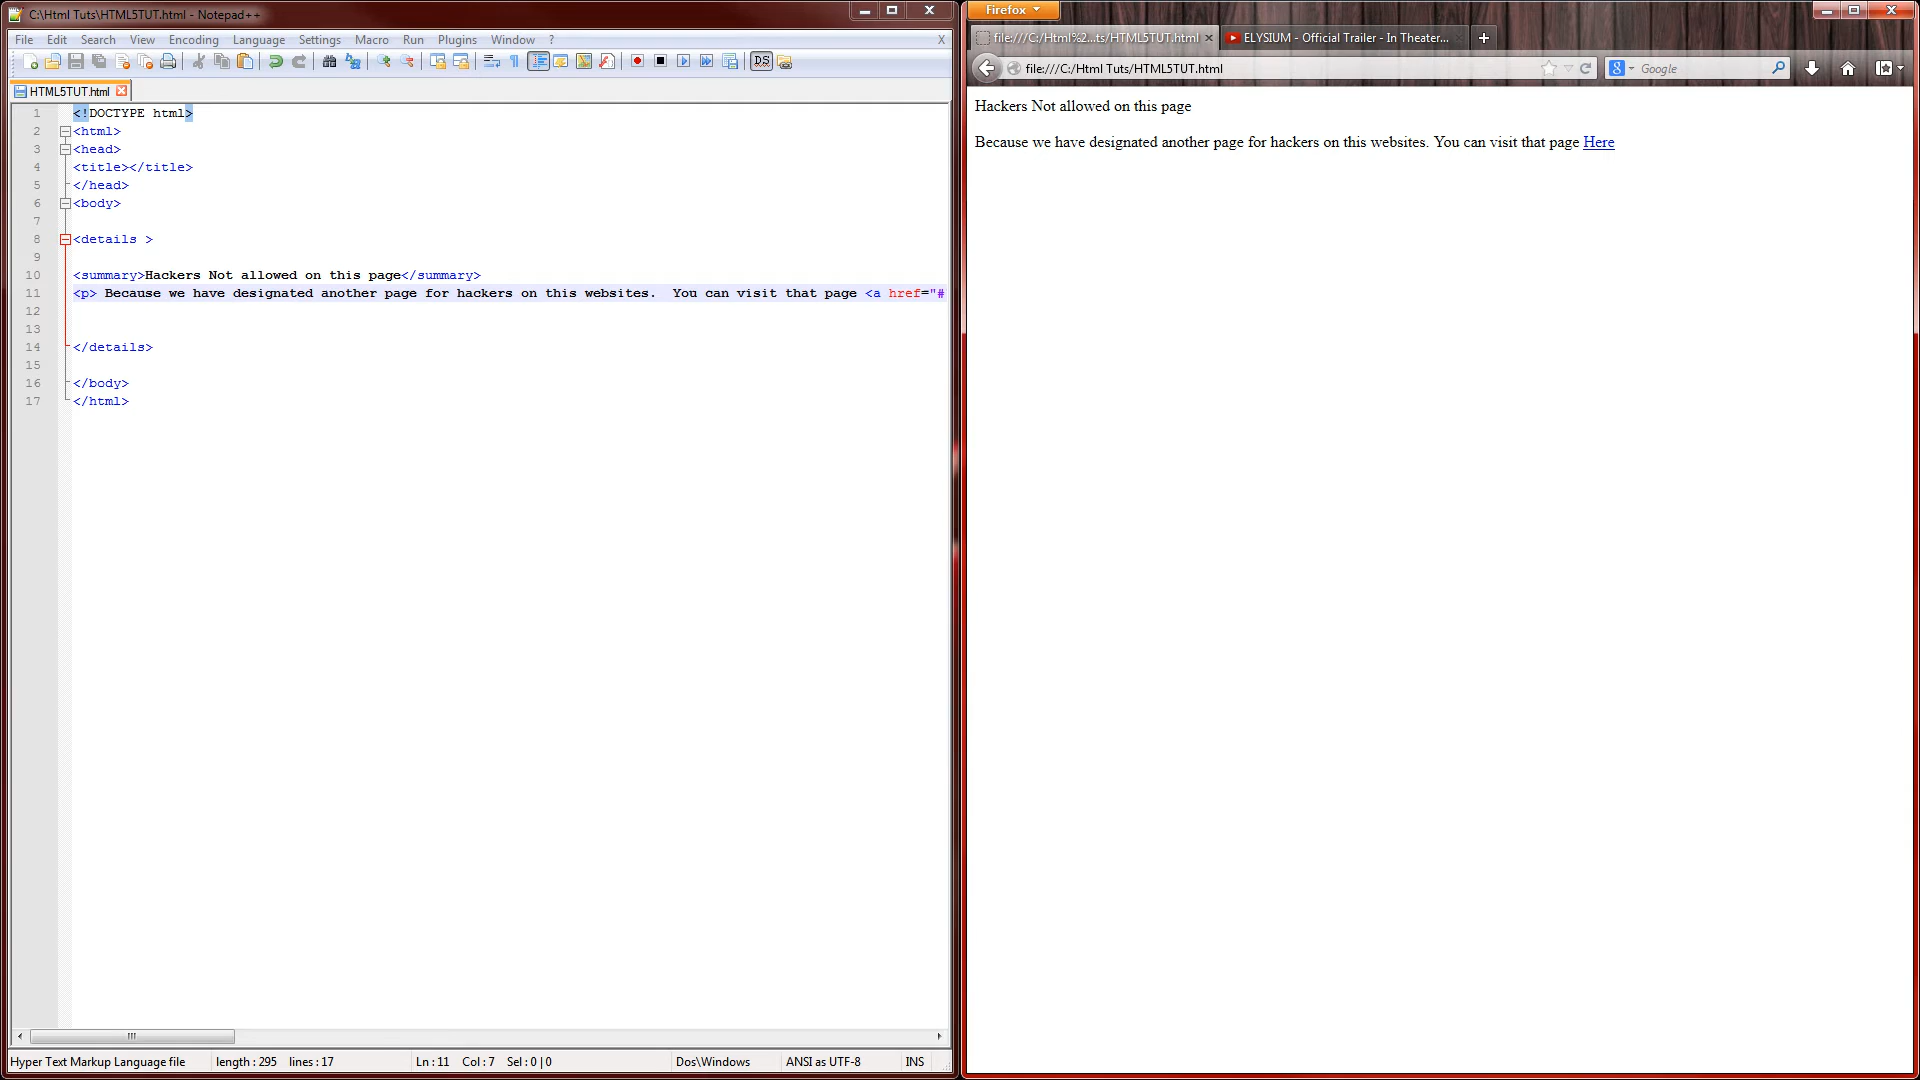 C:\Html Tuts\HTML5TUT.html - Notepad++
File Edit Search View Encoding Language Settings Macro Run Plugins Window ? X
HTML5TUT.html
1 <!DOCTYPE html>
2 <html>
3 <head>
4 <title></title>
5 </head>
6 <body>
7
8 <details >
9
10 <summary>Hackers Not allowed on this page</summary>
11 <p> Because we have designated another page for hackers on this websites.  You can visit that page <a href="#
12
13
14 </details>
15
16 </body>
17 </html>
Hyper Text Markup Language file length : 295 lines : 17 Ln : 11 Col : 7 Sel : 0 | 0 Dos\Windows ANSI as UTF-8 INS
Firefox
file:///C:/Html%2...ts/HTML5TUT.html ELYSIUM - Official Trailer - In Theater...
file:///C:/Html Tuts/HTML5TUT.html Google
Hackers Not allowed on this page
Because we have designated another page for hackers on this websites. You can visit that page Here